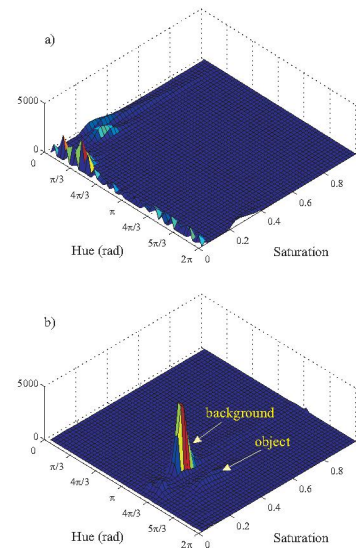 a)
5000
0
0
π/3
4π/3
π
4π/3
5π/3
2π
0
0.2
0.4
0.6
0.8
Hue (rad)
Saturation
b)
5000
0
0
π/3
4π/3
π
4π/3
5π/3
2π
0
0.2
0.4
0.6
0.8
background
object
Hue (rad)
Saturation